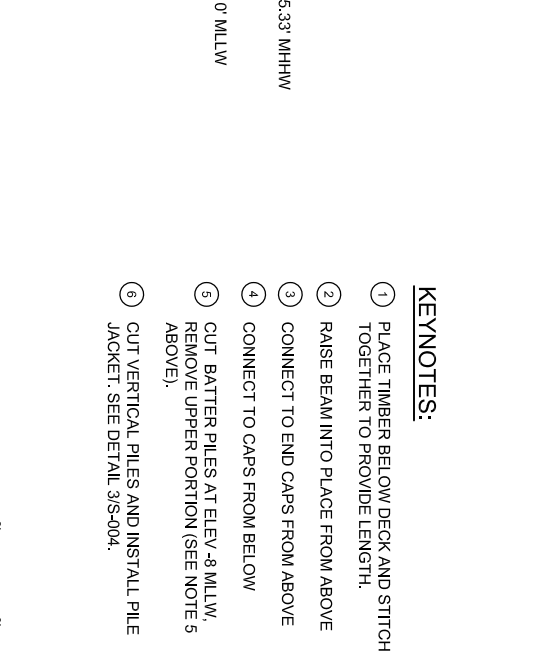 5.33' MHHW
0' MLLW
KEYNOTES:
1 PLACE TIMBER BELOW DECK AND STITCH
TOGETHER TO PROVIDE LENGTH.
2 RAISE BEAM INTO PLACE FROM ABOVE
3 CONNECT TO END CAPS FROM ABOVE
4 CONNECT TO CAPS FROM BELOW
5 CUT BATTER PILES AT ELEV -8 MLLW,
REMOVE UPPER PORTION (SEE NOTE 5
ABOVE).
6 CUT VERTICAL PILES AND INSTALL PILE
JACKET. SEE DETAIL 3/S-004.